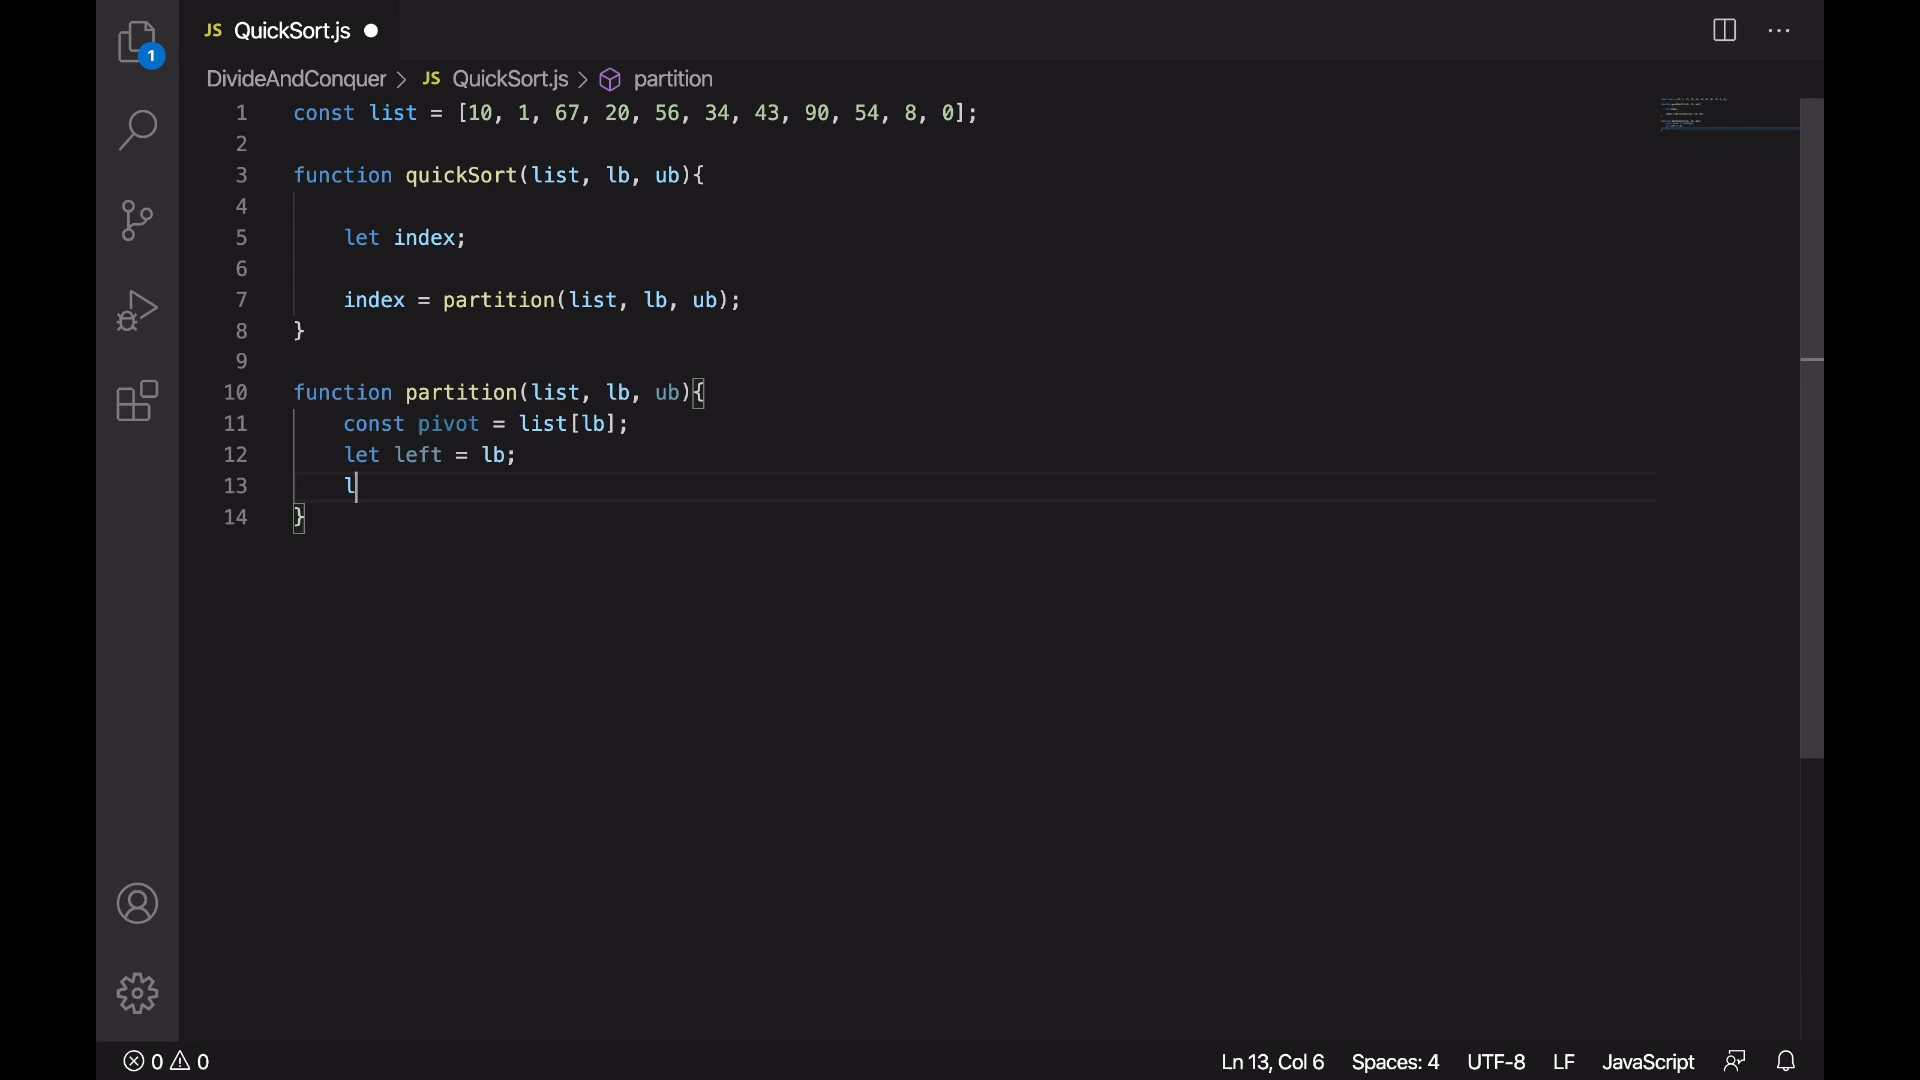 JS QuickSort.js
1
DivideAndConquer > JS QuickSort.js > partition
1 const list = [10, 1, 67, 20, 56, 34, 43, 90, 54, 8, 0];
2
3 function quickSort(list, lb, ub){
4
5 let index;
6
7 index = partition(list, lb, ub);
8 }
9
10 function partition(list, lb, ub){
11 const pivot = list[lb];
12 let left = lb;
13 l
14 }
0 0 Ln 13, Col 6 Spaces: 4 UTF-8 LF JavaScript